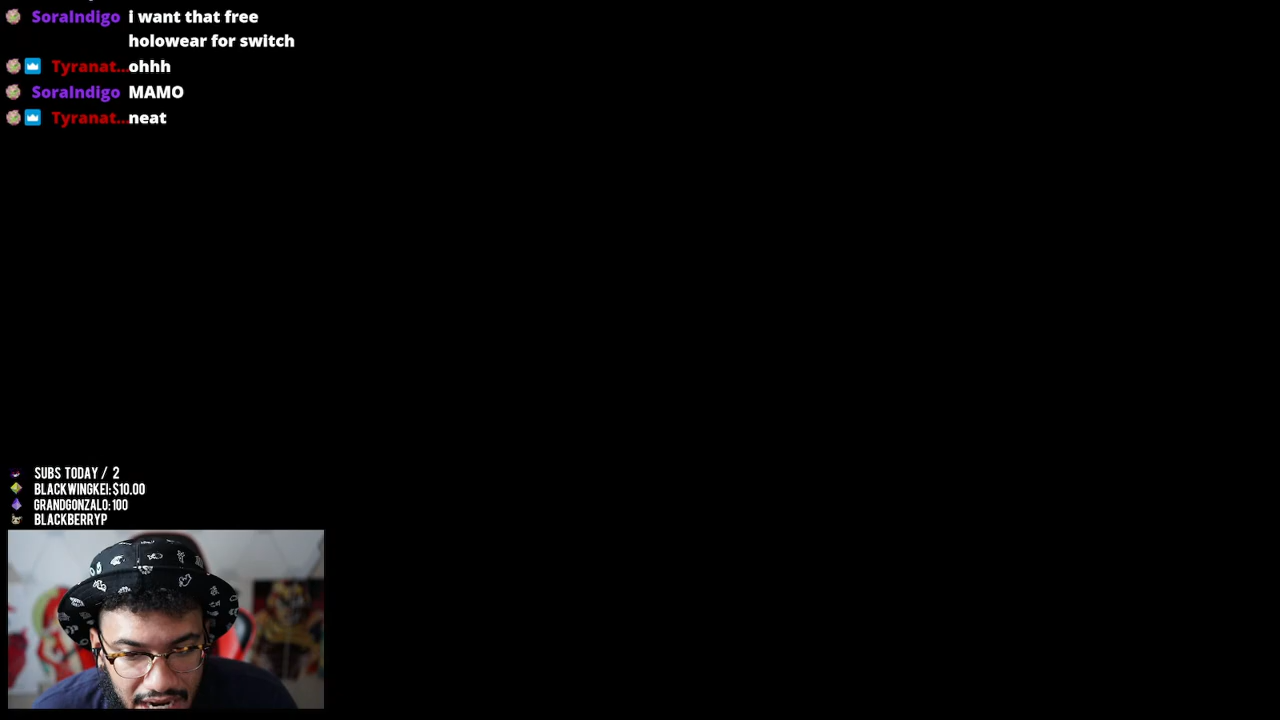 SoraIndigo i want that free
holowear for switch
Tyranat... ohhh
SoraIndigo MAMO
Tyranat... neat
SUBS TODAY / 2
BLACKWINGKEI: $10.00
GRANDGONZALO: 100
BLACKBERRYP